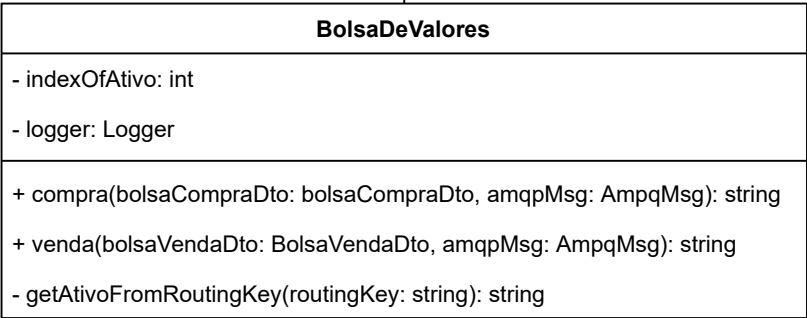 BolsaDeValores
- indexOfAtivo: int
- logger: Logger
+ compra(bolsaCompraDto: bolsaCompraDto, amqpMsg: AmpqMsg): string
+ venda(bolsaVendaDto: BolsaVendaDto, amqpMsg: AmpqMsg): string
- getAtivoFromRoutingKey(routingKey: string): string